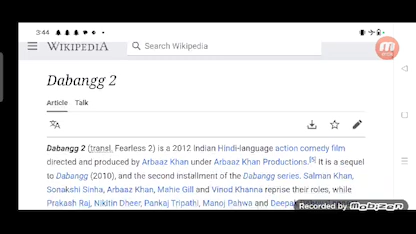 3:44
WIKIPEDIA
Search Wikipedia
Dabangg 2
Article Talk
Dabangg 2 (transl. Fearless 2) is a 2012 Indian Hindi-language action comedy film
directed and produced by Arbaaz Khan under Arbaaz Khan Productions.[5] It is a sequel
to Dabangg (2010), and the second installment of the Dabangg series. Salman Khan,
Sonakshi Sinha, Arbaaz Khan, Mahie Gill and Vinod Khanna reprise their roles, while
Prakash Raj, Nikitin Dheer, Pankaj Tripathi, Manoj Pahwa and Deepak
Recorded by Mobizen